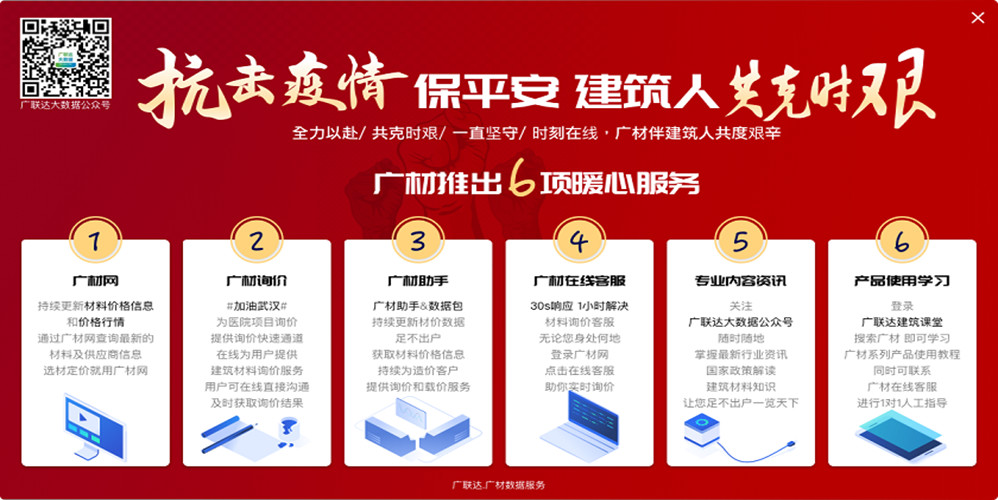 广联达
大数据
广联达大数据公众号
抗击疫情 保平安 建筑人 共克时艰
全力以赴/ 共克时艰/ 一直坚守/ 时刻在线，广材伴建筑人共度艰辛
广材推出6项暖心服务
1
广材网
持续更新材料价格信息
和价格行情
通过广材网查询最新的
材料及供应商信息
选材定价就用广材网
2
广材询价
#加油武汉#
为医院项目询价
提供询价快速通道
在线为用户提供
建筑材料询价服务
用户可在线直接沟通
及时获取询价结果
3
广材助手
广材助手&数据包
持续更新材价数据
足不出户
获取材料价格信息
持续为造价客户
提供询价和载价服务
4
广材在线客服
30s响应 1小时解决
材料询价客服
无论您身处何地
登录广材网
点击在线客服
助你实时询价
5
专业内容资讯
关注
广联达大数据公众号
随时随地
掌握最新行业资讯
国家政策解读
建筑材料知识
让您足不出户一览天下
6
产品使用学习
登录
广联达建筑课堂
搜索广材 即可学习
广材系列产品使用教程
同时可联系
广材在线客服
进行1对1人工指导
广联达_广材数据服务